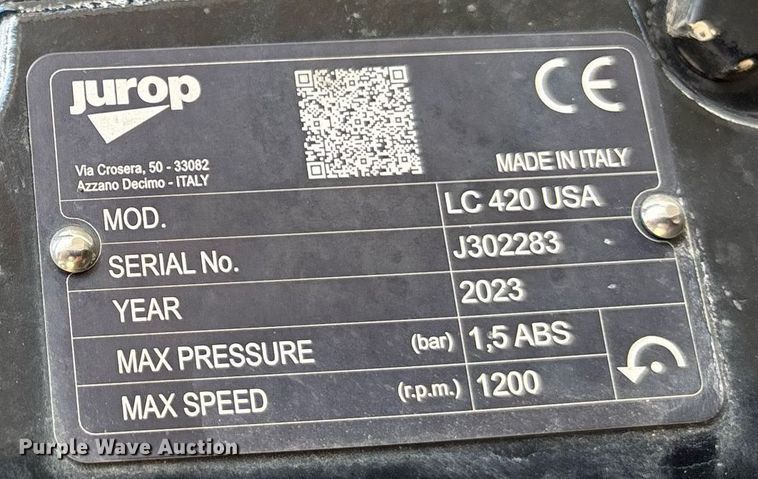 Jurop
CE
Via Crosera, 50 - 33082
Azzano Decimo - ITALY
MADE IN ITALY
MOD. LC 420 USA
SERIAL No. J302283
YEAR 2023
MAX PRESSURE (bar) 1,5 ABS
MAX SPEED (r.p.m.) 1200
Purple Wave Auction